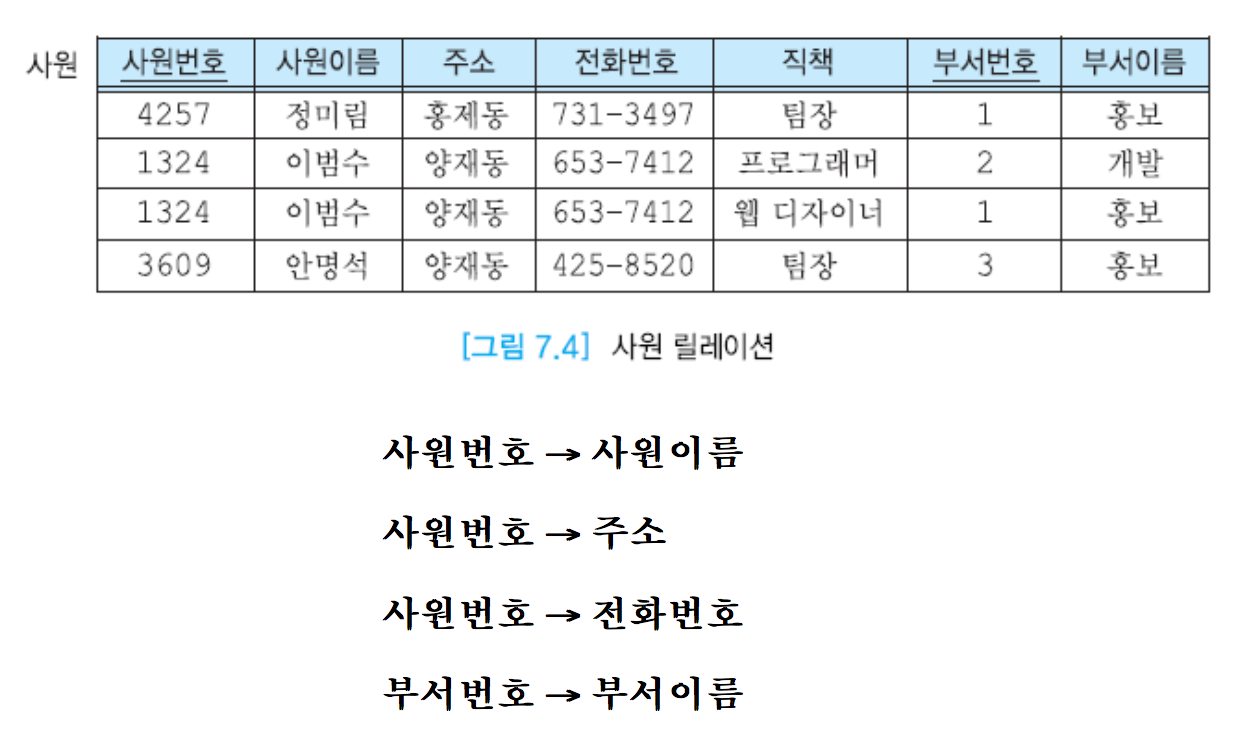 사원 사원번호 사원이름 주소 전화번호 직책 부서번호 부서이름
4257 정미림 홍제동 731-3497 팀장 1 홍보
1324 이범수 양재동 653-7412 프로그래머 2 개발
1324 이범수 양재동 653-7412 웹 디자이너 1 홍보
3609 안명석 양재동 425-8520 팀장 3 홍보
[그림 7.4] 사원 릴레이션
사원번호 → 사원이름
사원번호 → 주소
사원번호 → 전화번호
부서번호 → 부서이름